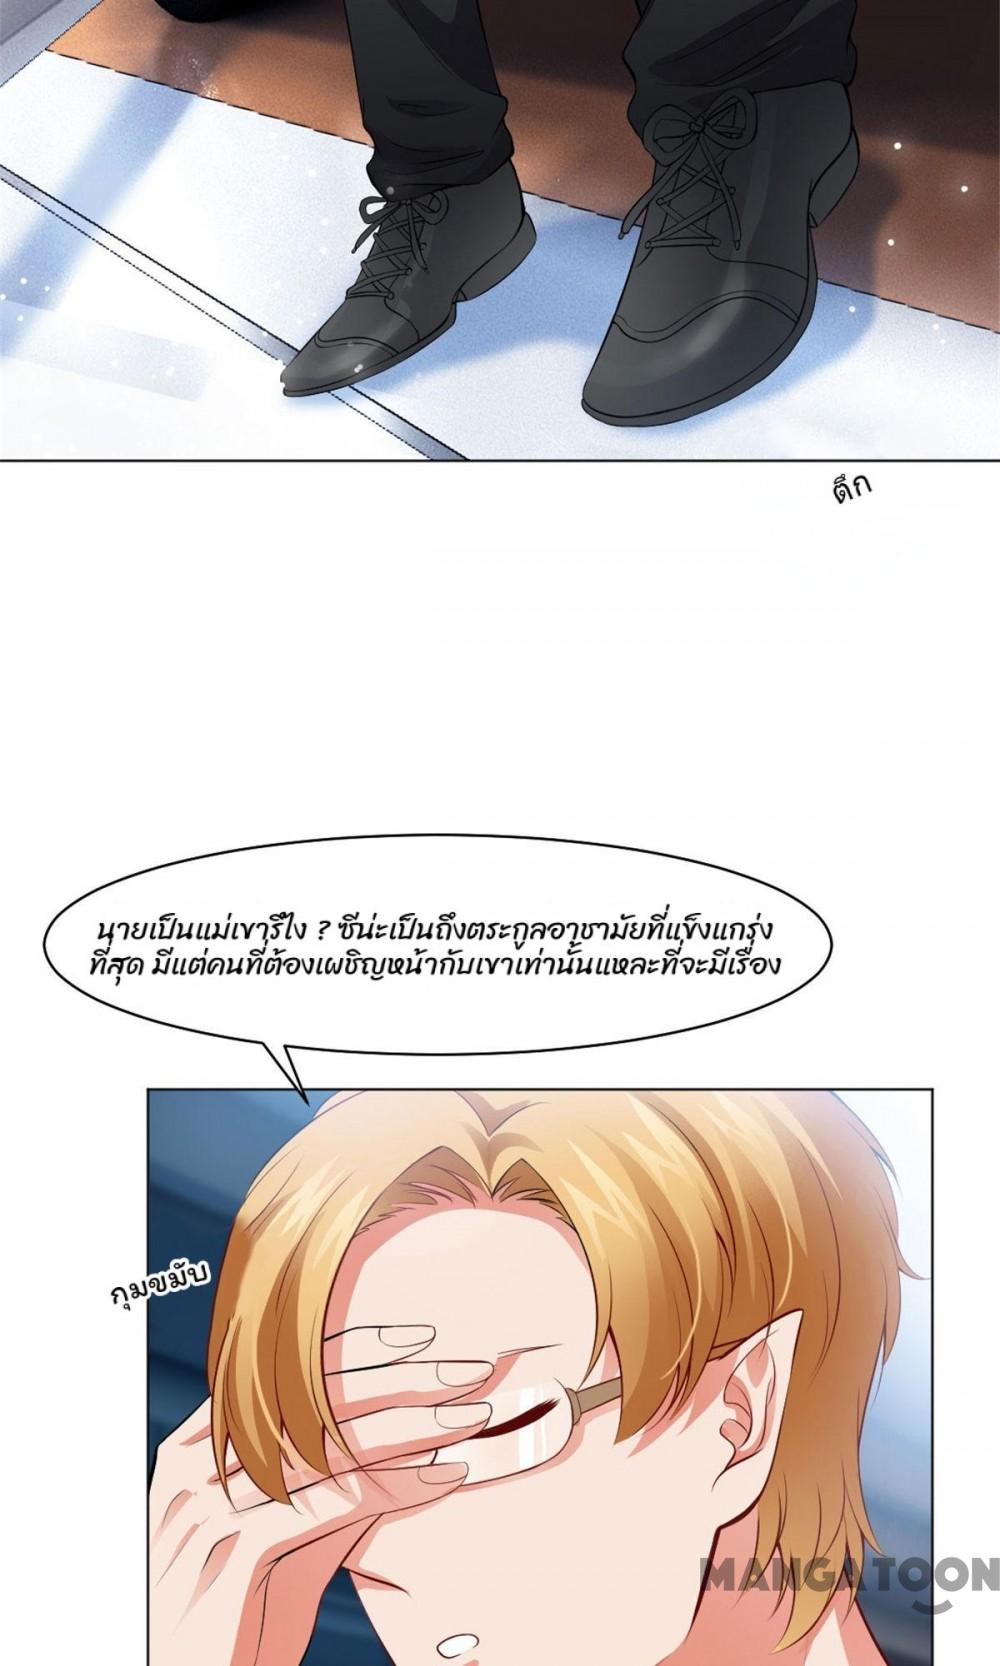 ตึก
นายเป็นแม่เขารึไง ? ซีน่ะเป็นถึงตระกูลอาชามัยที่แข็งแกร่ง
ที่สุด มีแต่คนที่ต้องเผชิญหน้ากับเขาเท่านั้นแหละที่จะมีเรื่อง
กุมขมับ
MANGATOON